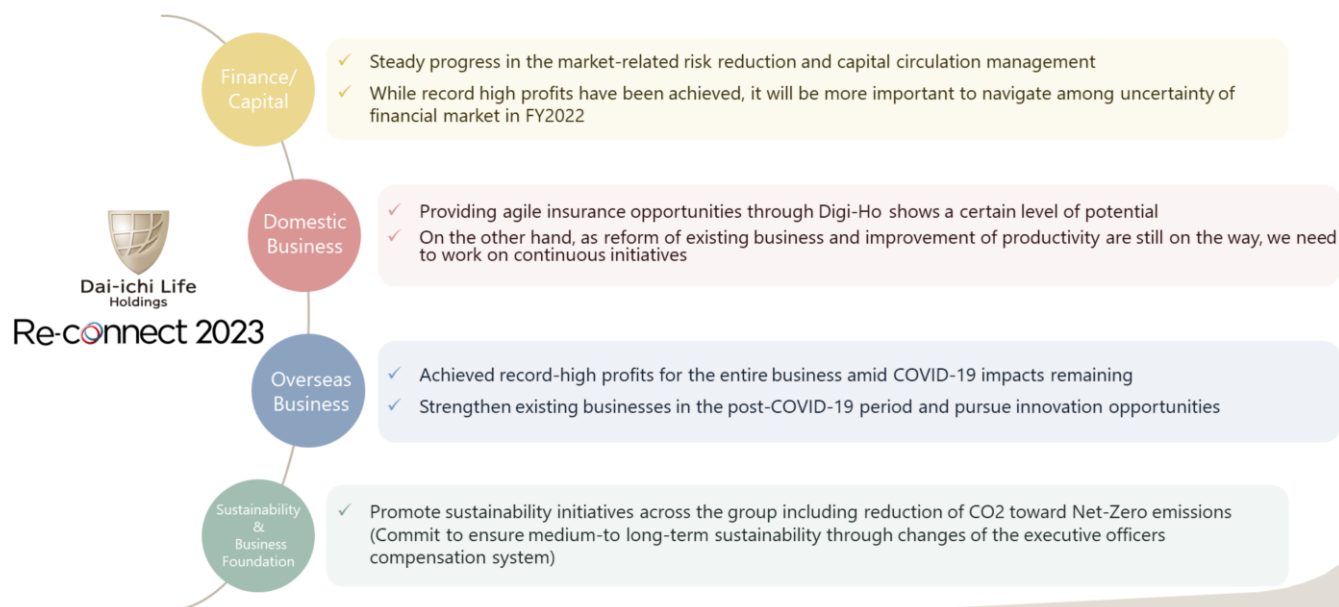 Finance/
Capital
✓ Steady progress in the market-related risk reduction and capital circulation management
✓ While record high profits have been achieved, it will be more important to navigate among uncertainty of
financial market in FY2022
Domestic
Business
✓ Providing agile insurance opportunities through Digi-Ho shows a certain level of potential
✓ On the other hand, as reform of existing business and improvement of productivity are still on the way, we need
to work on continuous initiatives
Dai-ichi Life
Holdings
Re-connect 2023
Overseas
Business
✓ Achieved record-high profits for the entire business amid COVID-19 impacts remaining
✓ Strengthen existing businesses in the post-COVID-19 period and pursue innovation opportunities
Sustainability
&
Business
Foundation
✓ Promote sustainability initiatives across the group including reduction of CO2 toward Net-Zero emissions
(Commit to ensure medium-to long-term sustainability through changes of the executive officers
compensation system)